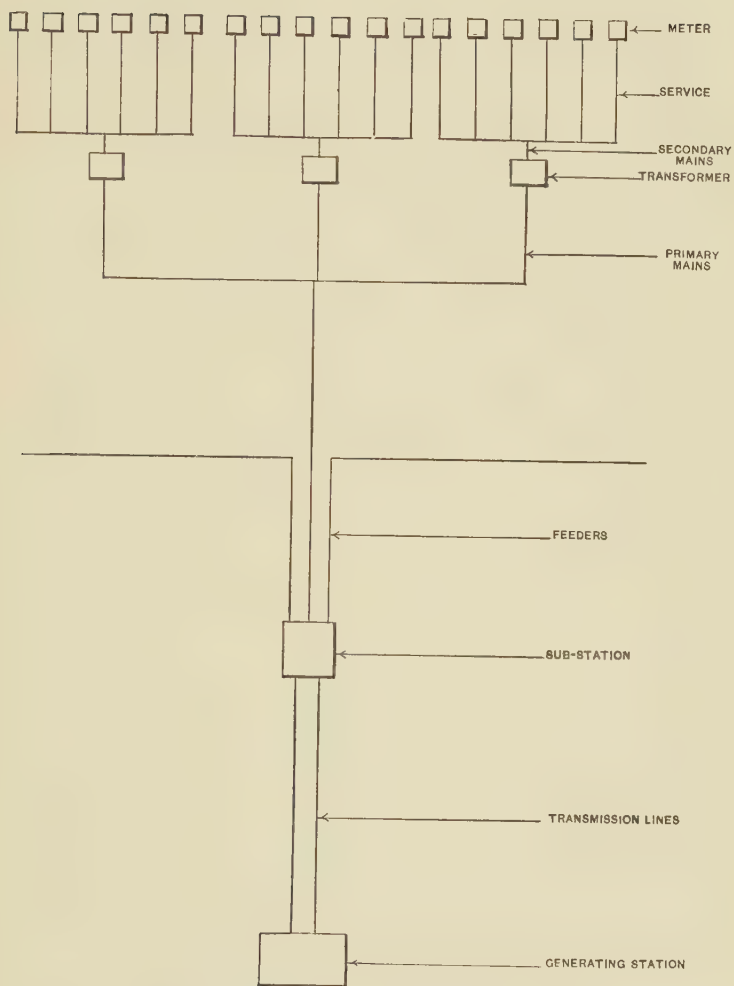 METER
SERVICE
SECONDARY
MAINS
TRANSFORMER
PRIMARY
MAINS
FEEDERS
SUB-STATION
TRANSMISSION LINES
GENERATING STATION